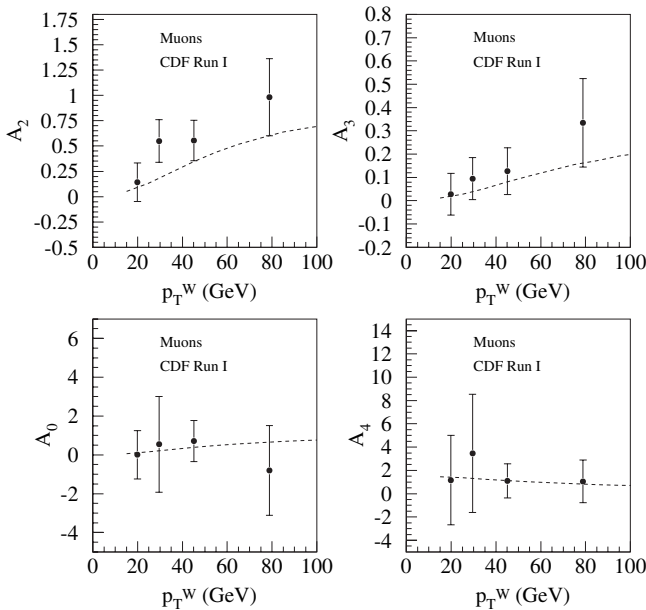 1.75
1.5
1.25
1
0.75
0.5
0.25
0
-0.25
-0.5
A2
Muons
CDF Run I
0 20 40 60 80 100
pTW (GeV)
0.8
0.7
0.6
0.5
0.4
0.3
0.2
0.1
0
-0.1
-0.2
A3
Muons
CDF Run I
0 20 40 60 80 100
pTW (GeV)
6
4
2
0
-2
-4
A0
Muons
CDF Run I
0 20 40 60 80 100
pTW (GeV)
14
12
10
8
6
4
2
0
-2
-4
A4
Muons
CDF Run I
0 20 40 60 80 100
pTW (GeV)